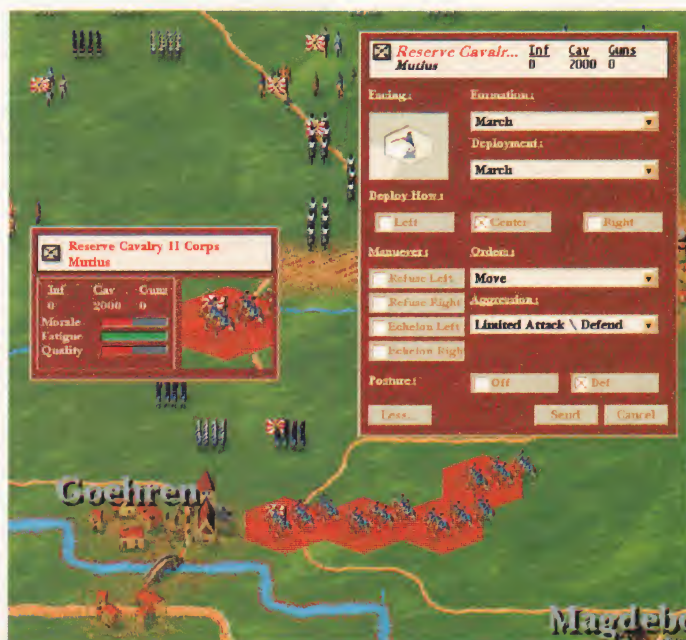 Reserve Cavalr... Inf Cav Guns
Mutius 0 2000 0
Facing: Formation:
March
Deployment:
March
Deploy How:
Left Center Right
Maneuver: Orders:
Refuse Left Move
Refuse Right Aggression:
Echelon Left Limited Attack \ Defend
Echelon Right
Posture: Off Def
Less... Send Cancel
Reserve Cavalry II Corps
Mutius
Inf Cav Guns
0 2000 0
Morale
Fatigue
Quality
Goehren
Magdebo